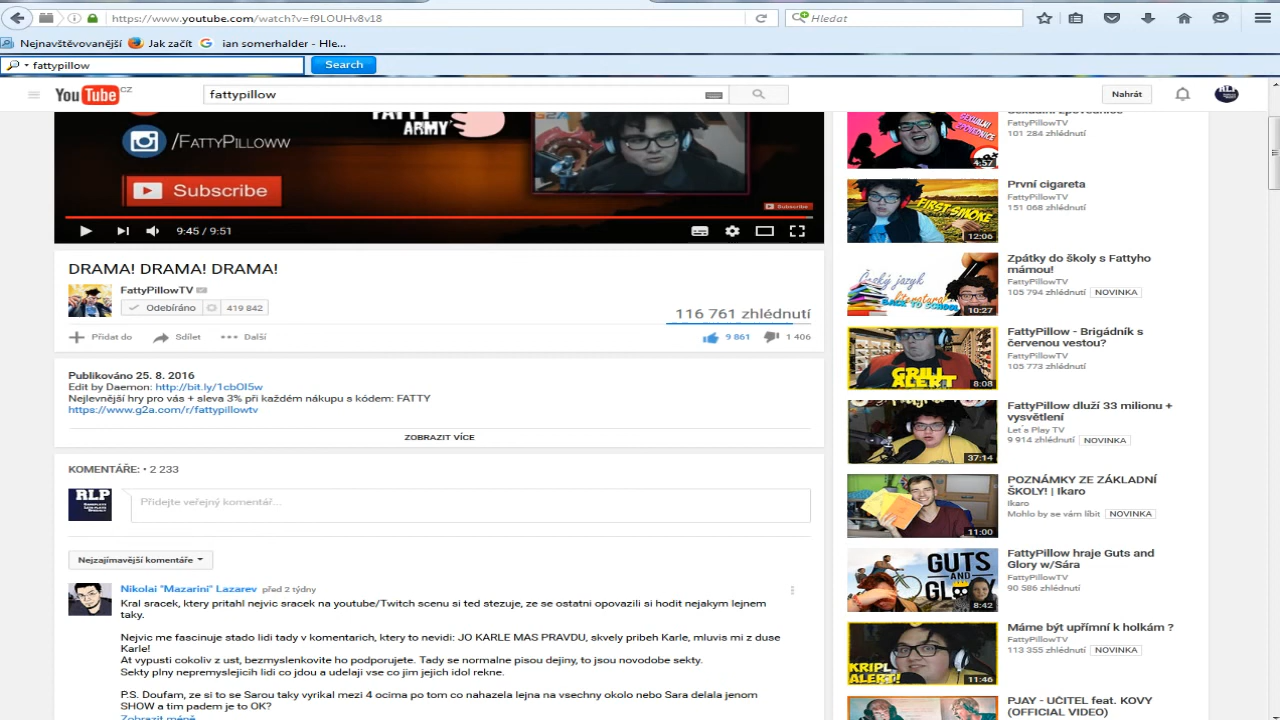 https://www.youtube.com/watch?v=f9LOUHv8v18
Hledat
Nejnavštěvovanější
Jak začít
ian somerhalder - Hle...
fattypillow
Search
YouTube CZ
fattypillow
Nahrát
FATTY
ARMY
/FATTYPILLOWW
Subscribe
Subscribe
9:45 / 9:51
DRAMA! DRAMA! DRAMA!
FattyPillowTV
Odebíráno
419 842
116 761 zhlédnutí
Přidat do
Sdílet
Další
9 861
1 406
Publikováno 25. 8. 2016
Edit by Daemon: http://bit.ly/1cbOI5w
Nejlevnější hry pro vás + sleva 3% při každém nákupu s kódem: FATTY
https://www.g2a.com/r/fattypillowtv
ZOBRAZIT VÍCE
KOMENTÁŘE: • 2 233
RLP
Přidejte veřejný komentář...
Nejzajímavější komentáře
Nikolai "Mazarini" Lazarev před 2 týdny
Kral sracek, ktery pritahl nejvic sracek na youtube/Twitch scenu si ted stezuje, ze se ostatni opovazili si hodit nejakym lejnem
taky.
Nejvic me fascinuje stado lidi tady v komentarich, ktery to nevidi: JO KARLE MAS PRAVDU, skvely pribeh Karle, mluvis mi z duse
Karle!
At vypusti cokoliv z ust, bezmyslenkovite ho podporujete. Tady se normalne pisou dejiny, to jsou novodobe sekty.
Sekty plny nepremyslejicih lidi co jdou a udelaji vse co jim jejich idol rekne.
P.S. Doufam, ze si to se Sarou taky vyrikal mezi 4 ocima po tom co nahazela lejna na vsechny okolo nebo Sara delala jenom
SHOW a tim padem je to OK?
Zobrazit méně
FattyPillowTV
101 284 zhlédnutí
4:57
První cigareta
FattyPillowTV
151 068 zhlédnutí
FIRST SMOKE
12:06
Zpátky do školy s Fattyho
mámou!
FattyPillowTV
105 794 zhlédnutí NOVINKA
Český jazyk
literatura
BACK TO SCHOOL
10:27
FattyPillow - Brigádník s
červenou vestou?
FattyPillowTV
105 773 zhlédnutí
GRILL
ALERT
8:08
FattyPillow dluží 33 milionu +
vysvětlení
Let´s Play TV
9 914 zhlédnutí NOVINKA
37:14
POZNÁMKY ZE ZÁKLADNÍ
ŠKOLY! | Ikaro
Ikaro
Mohlo by se vám líbit NOVINKA
11:00
FattyPillow hraje Guts and
Glory w/Sára
FattyPillowTV
90 586 zhlédnutí
GUTS
AND
8:42
Máme být upřímní k holkám ?
FattyPillowTV
113 355 zhlédnutí NOVINKA
KRIPL
ALERT!
11:46
PJAY - UČITEL feat. KOVY
(OFFICIAL VIDEO)